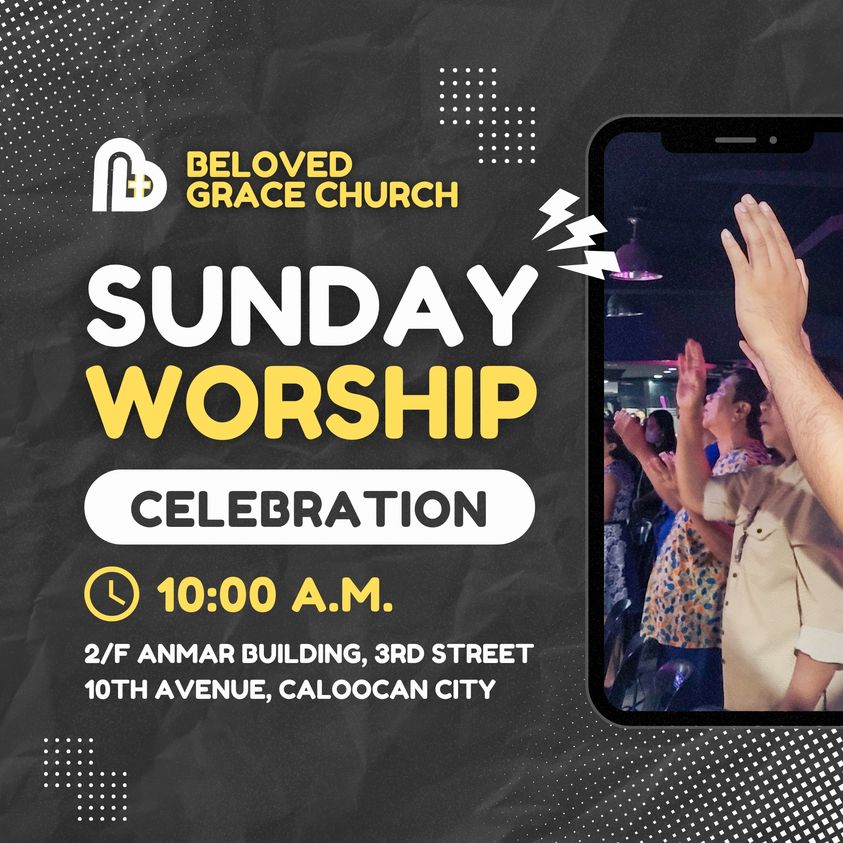 BELOVED
GRACE CHURCH
SUNDAY
WORSHIP
CELEBRATION
10:00 A.M.
2/F ANMAR BUILDING, 3RD STREET
10TH AVENUE, CALOOCAN CITY